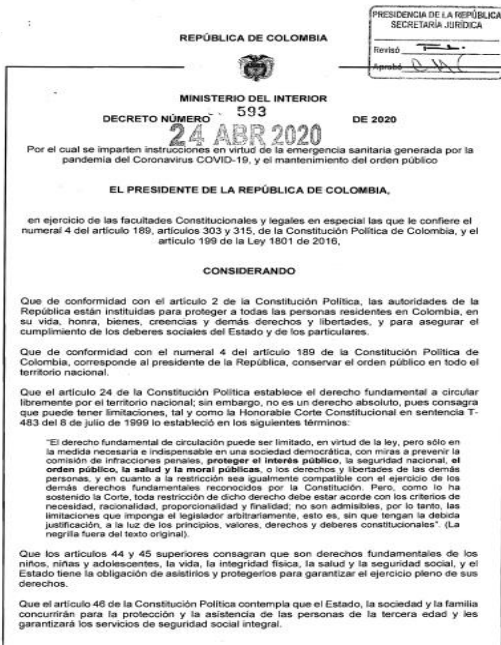 PRESIDENCIA DE LA REPÚBLICA
SECRETARÍA JURÍDICA
Revisó
Aprobó
REPÚBLICA DE COLOMBIA
MINISTERIO DEL INTERIOR
DECRETO NÚMERO 593 DE 2020
24 ABR 2020
Por el cual se imparten instrucciones en virtud de la emergencia sanitaria generada por la
pandemia del Coronavirus COVID-19, y el mantenimiento del orden público
EL PRESIDENTE DE LA REPÚBLICA DE COLOMBIA,
en ejercicio de las facultades Constitucionales y legales en especial las que le confiere el
numeral 4 del artículo 189, artículos 303 y 315, de la Constitución Política de Colombia, y el
artículo 199 de la Ley 1801 de 2016,
CONSIDERANDO
Que de conformidad con el artículo 2 de la Constitución Política, las autoridades de la
República están instituidas para proteger a todas las personas residentes en Colombia, en
su vida, honra, bienes, creencias y demás derechos y libertades, y para asegurar el
cumplimiento de los deberes sociales del Estado y de los particulares.
Que de conformidad con el numeral 4 del artículo 189 de la Constitución Política de
Colombia, corresponde al presidente de la República, conservar el orden público en todo el
territorio nacional.
Que el artículo 24 de la Constitución Política establece el derecho fundamental a circular
libremente por el territorio nacional; sin embargo, no es un derecho absoluto, pues consagra
que puede tener limitaciones, tal y como la Honorable Corte Constitucional en sentencia T-
483 del 8 de julio de 1999 lo estableció en los siguientes términos:
"El derecho fundamental de circulación puede ser limitado, en virtud de la ley, pero sólo en
la medida necesaria e indispensable en una sociedad democrática, con miras a prevenir la
comisión de infracciones penales, proteger el interés público, la seguridad nacional, el
orden público, la salud y la moral públicas, o los derechos y libertades de las demás
personas, y en cuanto a la restricción sea igualmente compatible con el ejercicio de los
demás derechos fundamentales reconocidos por la Constitución. Pero, como lo ha
sostenido la Corte, toda restricción de dicho derecho debe estar acorde con los criterios de
necesidad, racionalidad, proporcionalidad y finalidad; no son admisibles, por lo tanto, las
limitaciones que imponga el legislador arbitrariamente, esto es, sin que tengan la debida
justificación, a la luz de los principios, valores, derechos y deberes constitucionales". (La
negrilla fuera del texto original).
Que los artículos 44 y 45 superiores consagran que son derechos fundamentales de los
niños, niñas y adolescentes, la vida, la integridad física, la salud y la seguridad social, y el
Estado tiene la obligación de asistirlos y protegerlos para garantizar el ejercicio pleno de sus
derechos.
Que el artículo 46 de la Constitución Política contempla que el Estado, la sociedad y la familia
concurrirán para la protección y la asistencia de las personas de la tercera edad y les
garantizará los servicios de seguridad social integral.